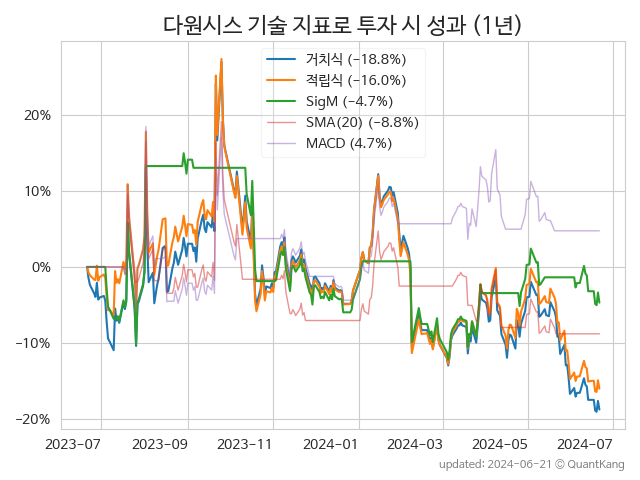 다원시스 기술 지표로 투자 시 성과 (1년)
거치식 (−18.8%)
적립식 (−16.0%)
SigM (−4.7%)
SMA(20) (−8.8%)
MACD (4.7%)
20%
10%
0%
−10%
−20%
2023-07 2023-09 2023-11 2024-01 2024-03 2024-05 2024-07
updated: 2024-06-21 © QuantKang